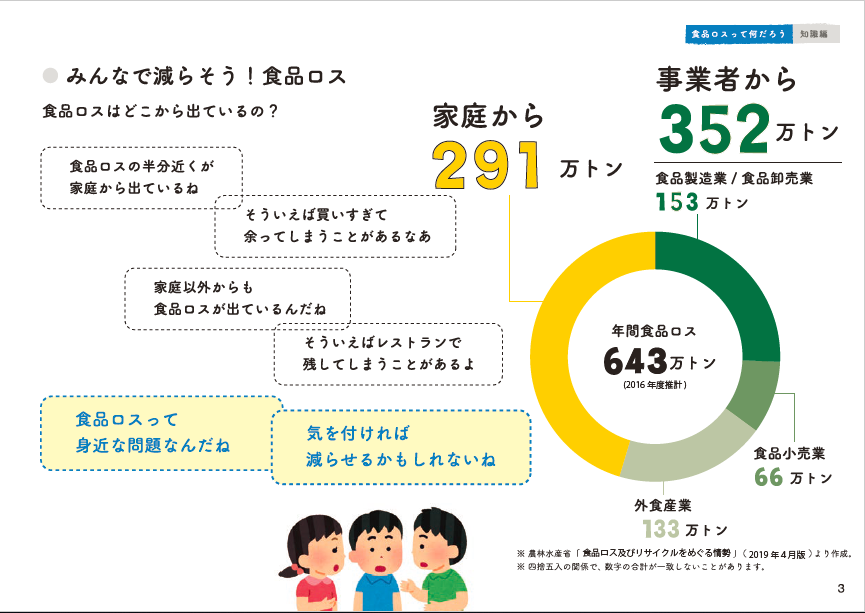 食品ロスって何だろう 知識編
みんなで減らそう！食品ロス
食品ロスはどこから出ているの？
食品ロスの半分近くが
家庭から出ているね
そういえば買いすぎて
余ってしまうことがあるなあ
家庭以外からも
食品ロスが出ているんだね
そういえばレストランで
残してしまうことがあるよ
食品ロスって
身近な問題なんだね
気を付ければ
減らせるかもしれないね
家庭から
291 万トン
事業者から
352万トン
食品製造業 / 食品卸売業
153 万トン
年間食品ロス
643万トン
(2016 年度推計)
食品小売業
66 万トン
外食産業
133 万トン
※ 農林水産省「 食品ロス及びリサイクルをめぐる情勢 」（ 2019 年 4 月版 ）より作成。
※ 四捨五入の関係で、数字の合計が一致しないことがあります。
3